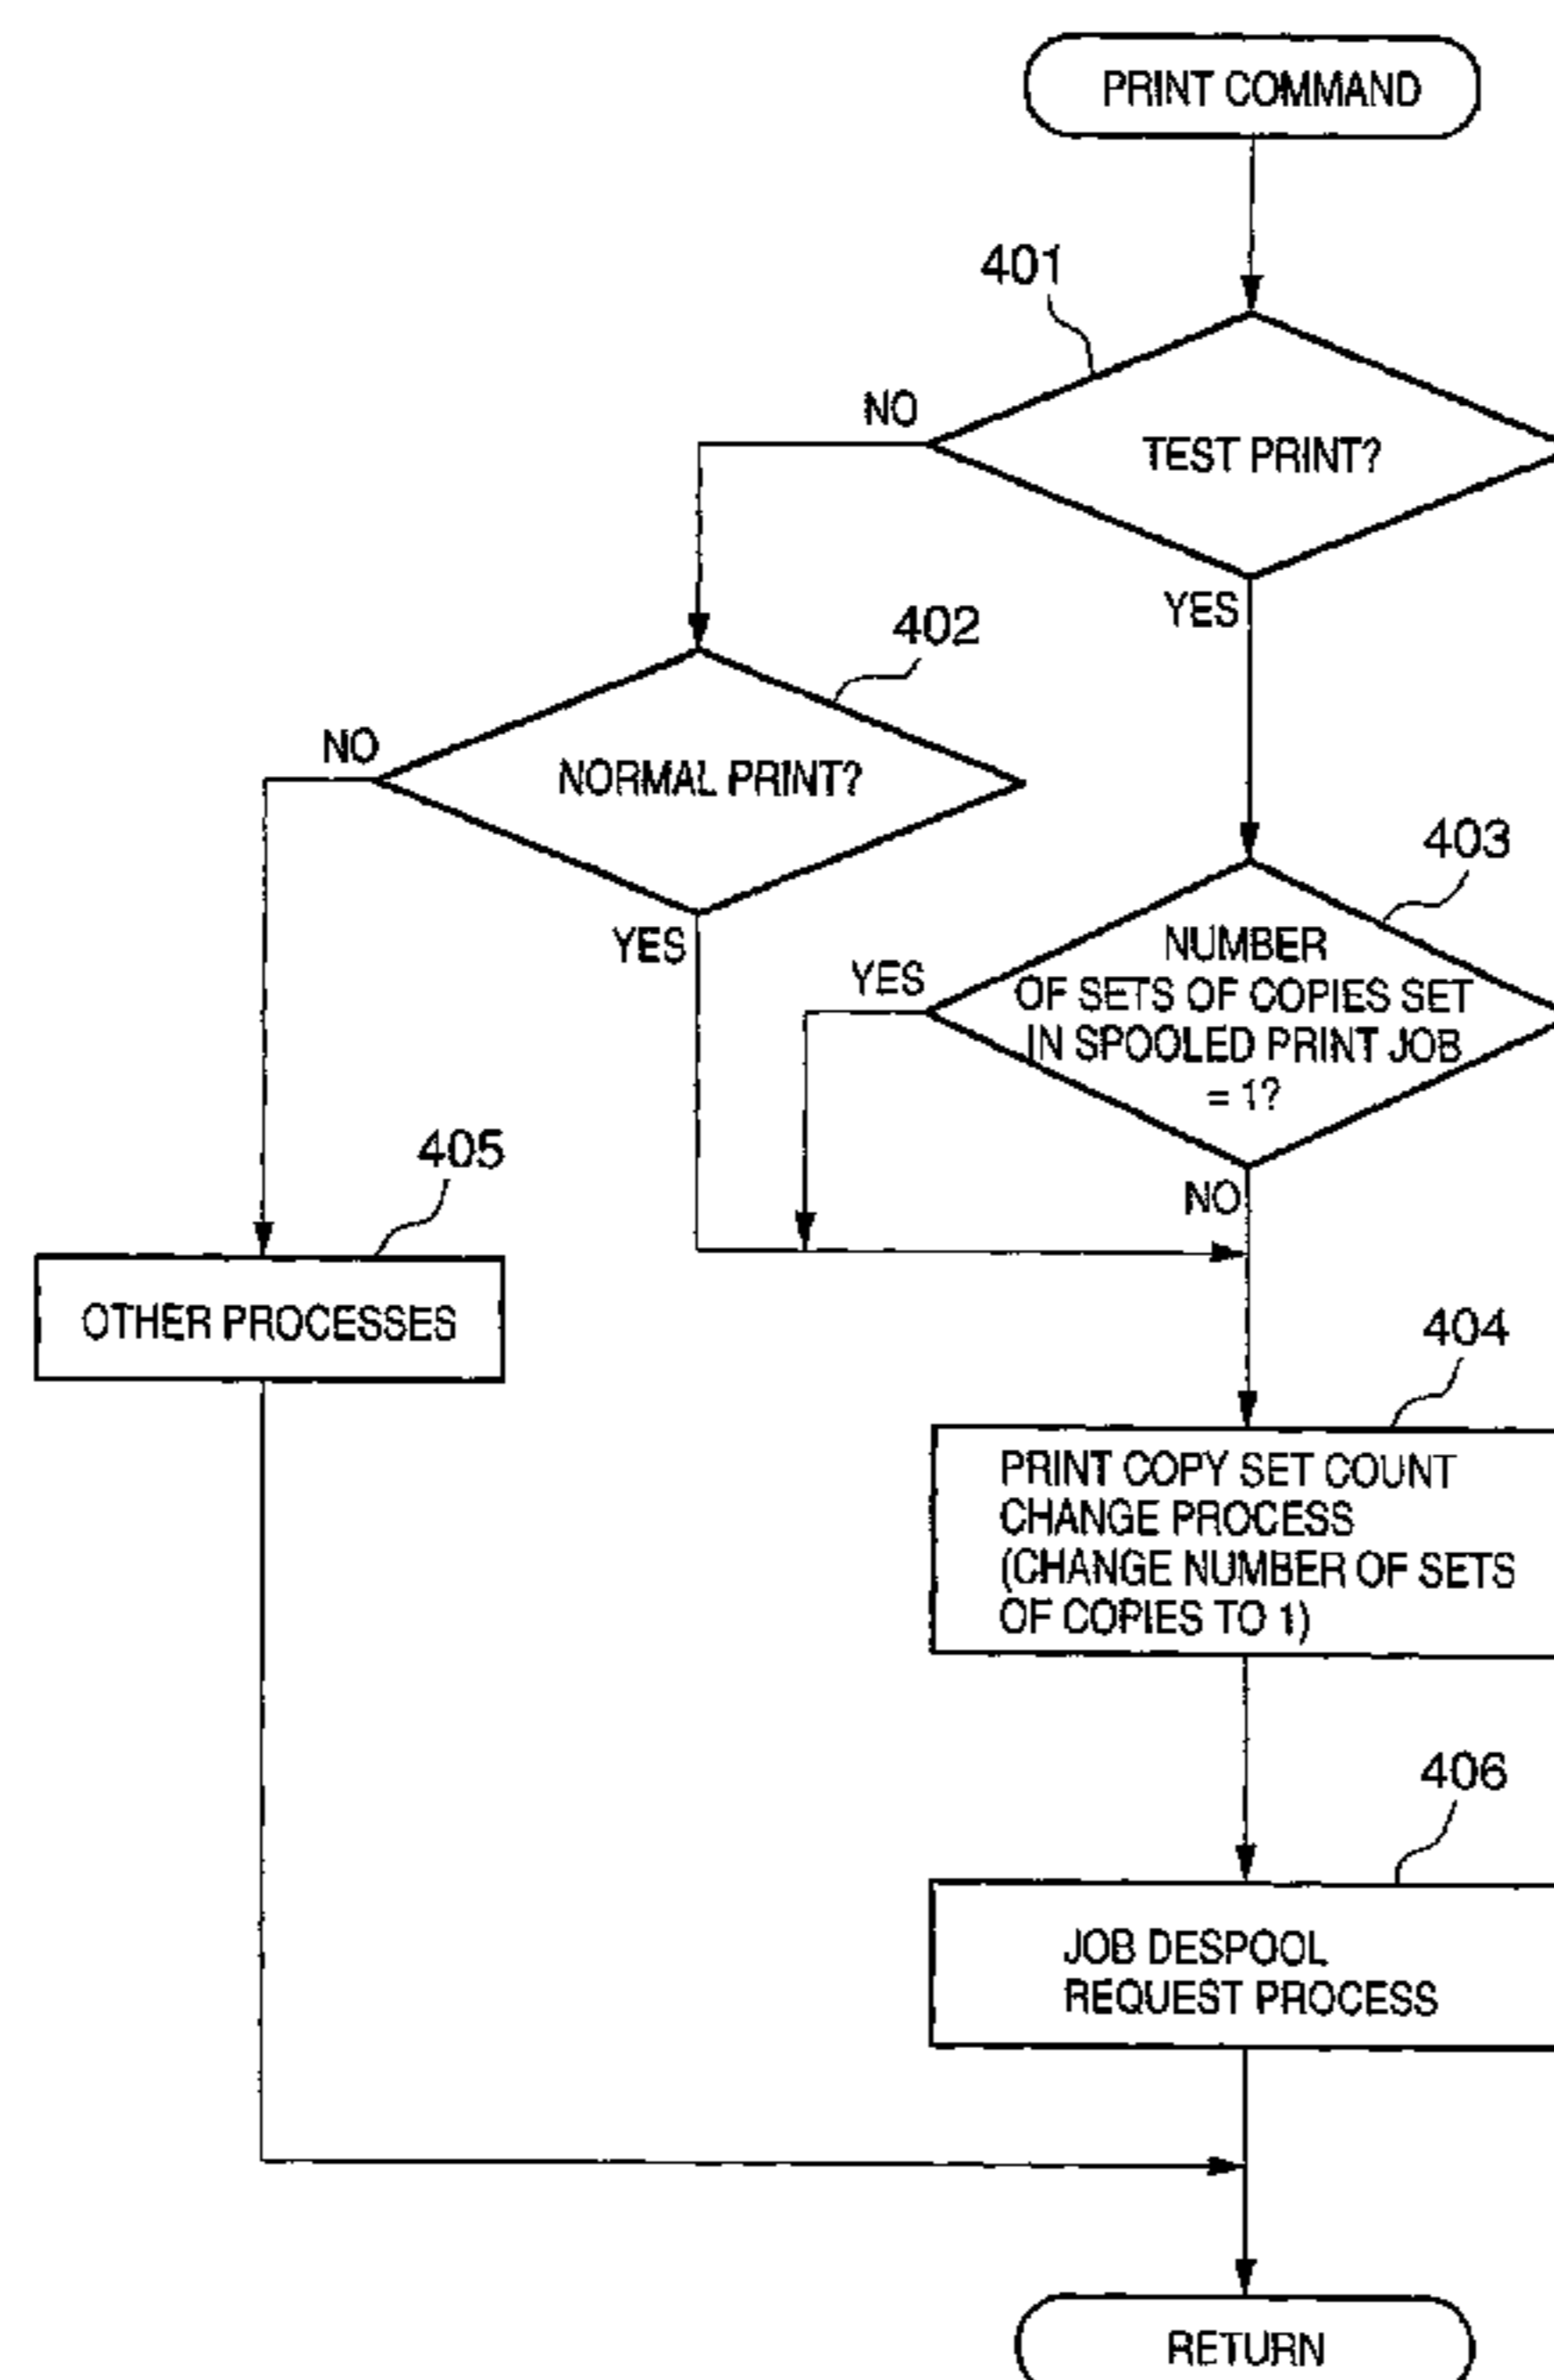 PRINT COMMAND
401
NO
TEST PRINT?
YES
402
NO
NORMAL PRINT?
YES
403
YES
NUMBER
OF SETS OF COPIES SET
IN SPOOLED PRINT JOB
= 1?
NO
405
OTHER PROCESSES
404
PRINT COPY SET COUNT
CHANGE PROCESS
(CHANGE NUMBER OF SETS
OF COPIES TO 1)
406
JOB DESPOOL
REQUEST PROCESS
RETURN